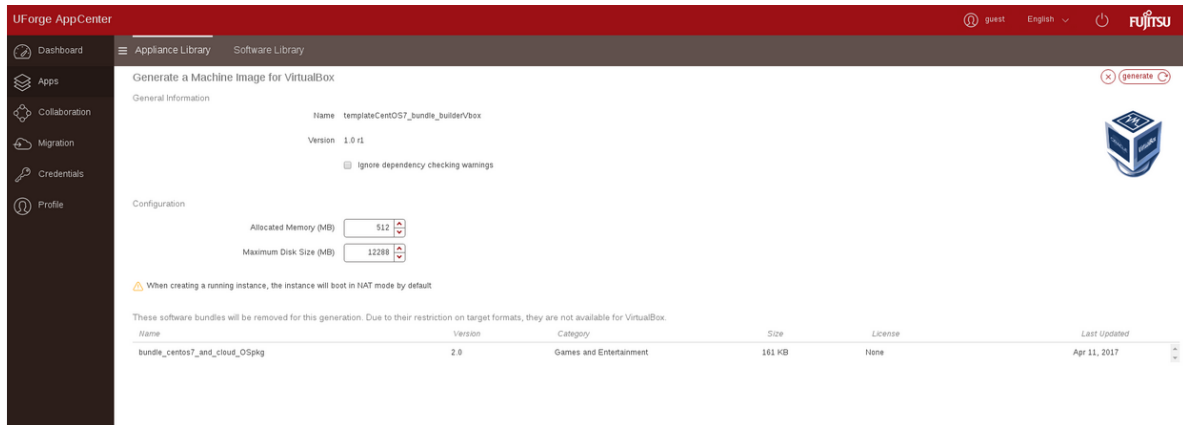 UForge AppCenter
guest English
FUJITSU
Dashboard
Appliance Library Software Library
Apps
Generate a Machine Image for VirtualBox
generate
General Information
Collaboration
Name templateCentOS7_bundle_builderVbox
Version 1.0 r1
Migration
Ignore dependency checking warnings
Credentials
Profile
Configuration
Allocated Memory (MB) 512
Maximum Disk Size (MB) 12288
When creating a running instance, the instance will boot in NAT mode by default
These software bundles will be removed for this generation. Due to their restriction on target formats, they are not available for VirtualBox.
Name Version Category Size License Last Updated
bundle_centos7_and_cloud_OSpkg 2.0 Games and Entertainment 161 KB None Apr 11, 2017